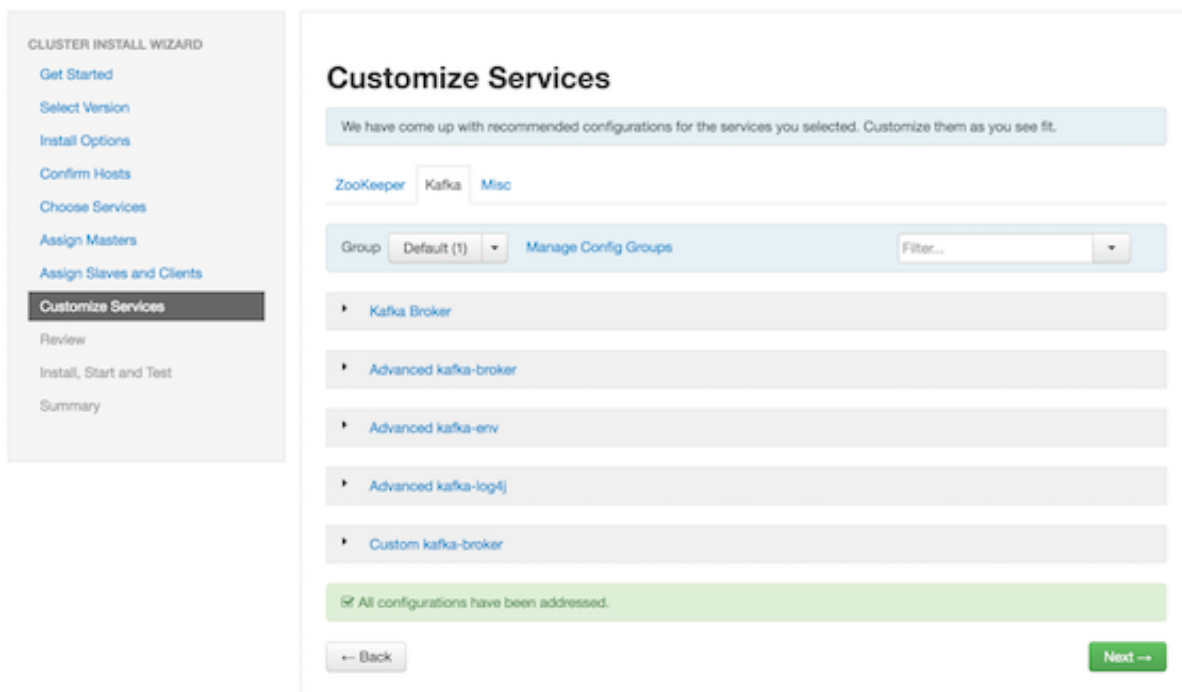 CLUSTER INSTALL WIZARD
Get Started
Select Version
Install Options
Confirm Hosts
Choose Services
Assign Masters
Assign Slaves and Clients
Customize Services
Review
Install, Start and Test
Summary
Customize Services
We have come up with recommended configurations for the services you selected. Customize them as you see fit.
ZooKeeper Kafka Misc
Group Default (1) Manage Config Groups Filter...
Kafka Broker
Advanced kafka-broker
Advanced kafka-env
Advanced kafka-log4j
Custom kafka-broker
All configurations have been addressed.
← Back Next →